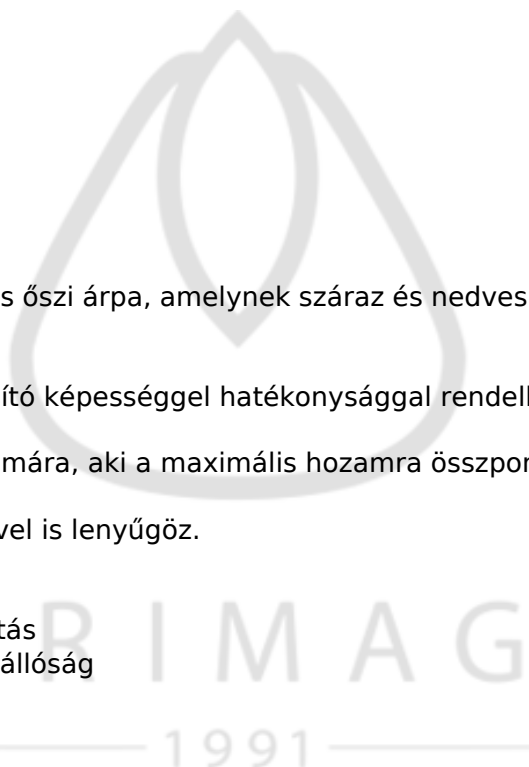 s őszi árpa, amelynek száraz és nedves
ító képességgel hatékonysággal rendell
mára, aki a maximális hozamra összpon
vel is lenyűgöz.
tás
állóság
R I M A G
1991